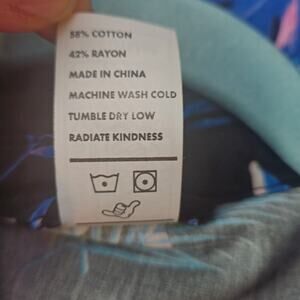 58% COTTON
42% RAYON
MADE IN CHINA
MACHINE WASH COLD
TUMBLE DRY LOW
RADIATE KINDNESS